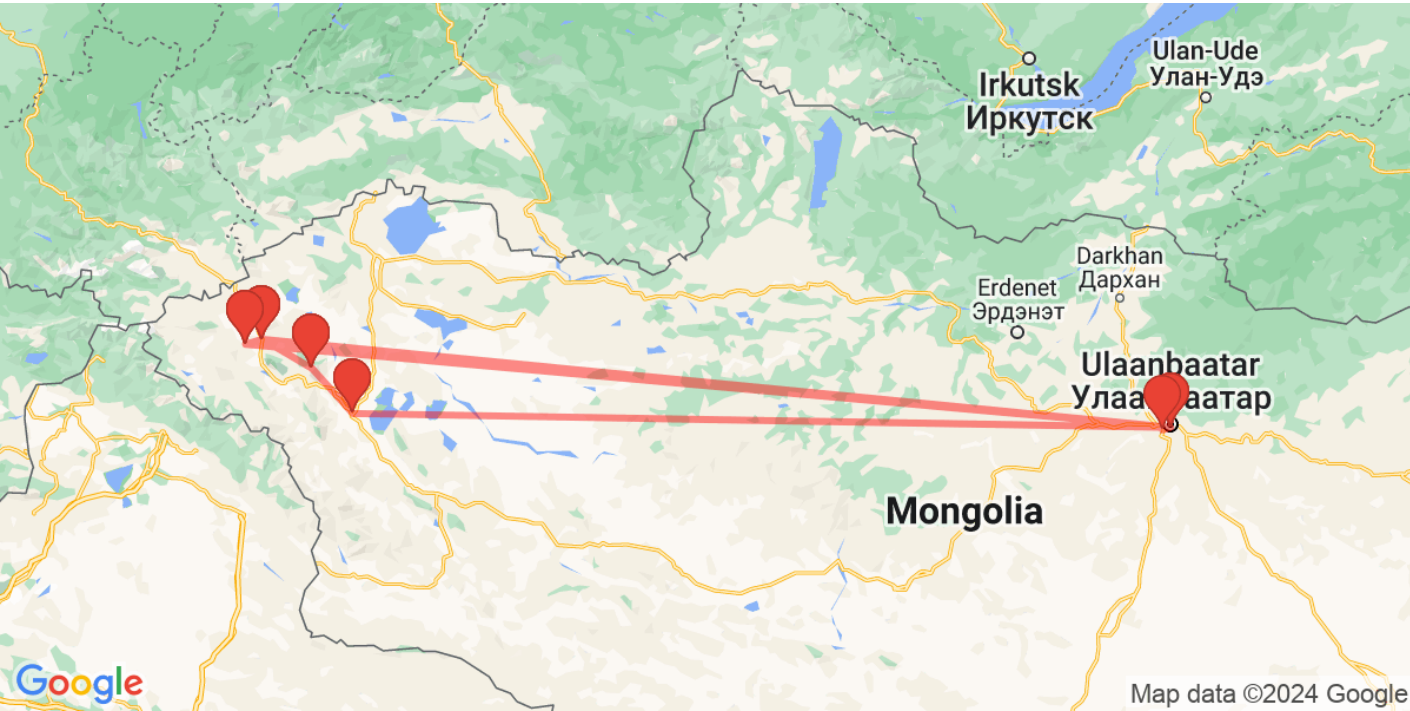 Ulan-Ude
Улан-Удэ
Irkutsk
Иркутск
Darkhan
Дархан
Erdenet
Эрдэнэт
Ulaanbaatar
Mongolia
Google
Map data ©2024 Google